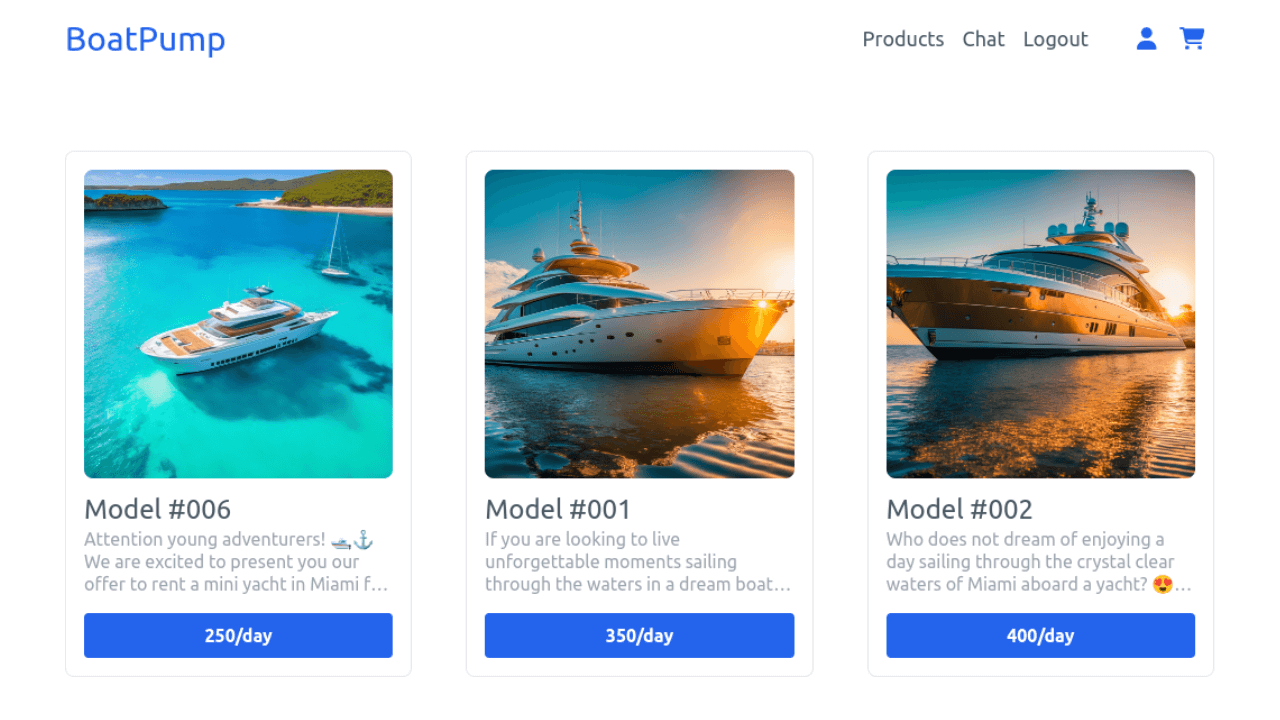 BoatPump
Products Chat Logout
Model #006
Attention young adventurers! 🛥️⚓
We are excited to present you our
offer to rent a mini yacht in Miami f…
250/day
Model #001
If you are looking to live
unforgettable moments sailing
through the waters in a dream boat…
350/day
Model #002
Who does not dream of enjoying a
day sailing through the crystal clear
waters of Miami aboard a yacht? 😍…
400/day